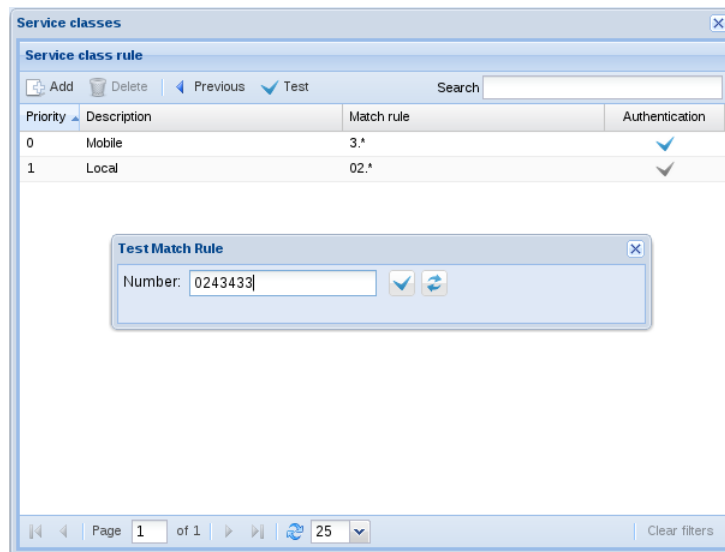 Service classes
Service class rule
Add Delete Previous Test Search
Priority Description Match rule Authentication
0 Mobile 3.*
1 Local 02.*
Test Match Rule
Number: 0243433
Page 1 of 1 25 Clear filters